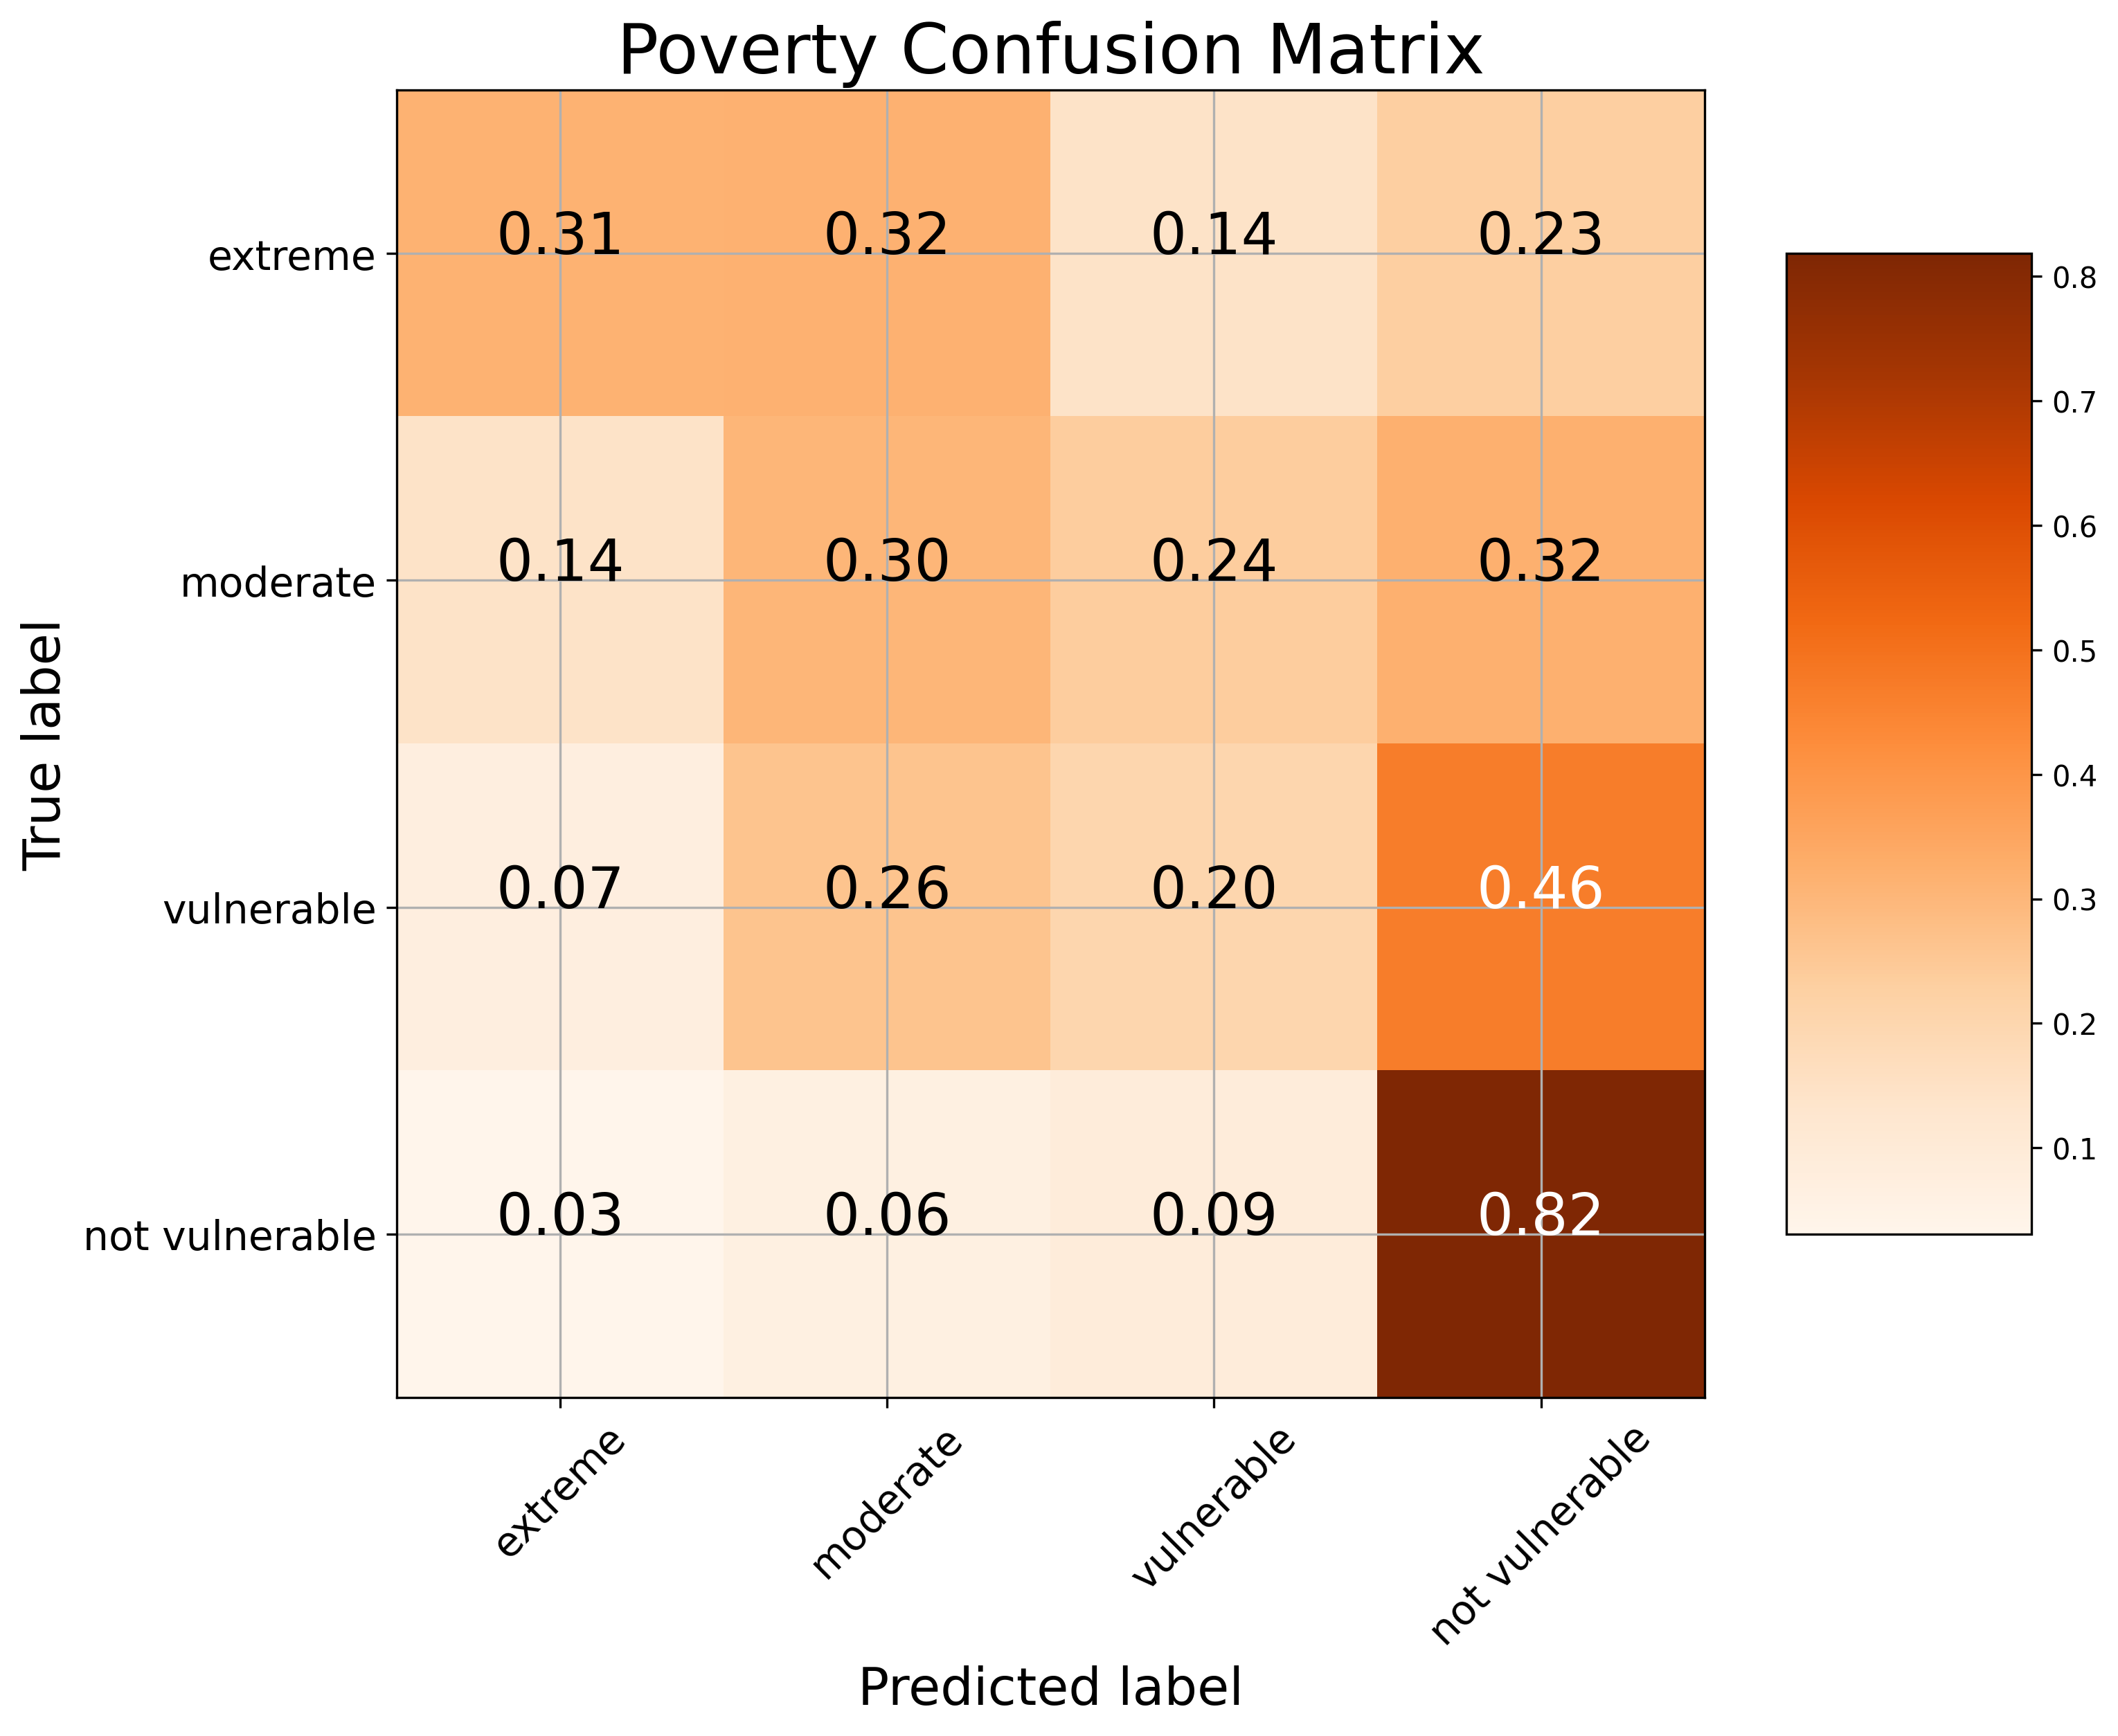 Poverty Confusion Matrix
True label
extreme 0.31 0.32 0.14 0.23
moderate 0.14 0.30 0.24 0.32
vulnerable 0.07 0.26 0.20 0.46
not vulnerable 0.03 0.06 0.09 0.82
extreme moderate vulnerable not vulnerable
Predicted label
0.8
0.7
0.6
0.5
0.4
0.3
0.2
0.1